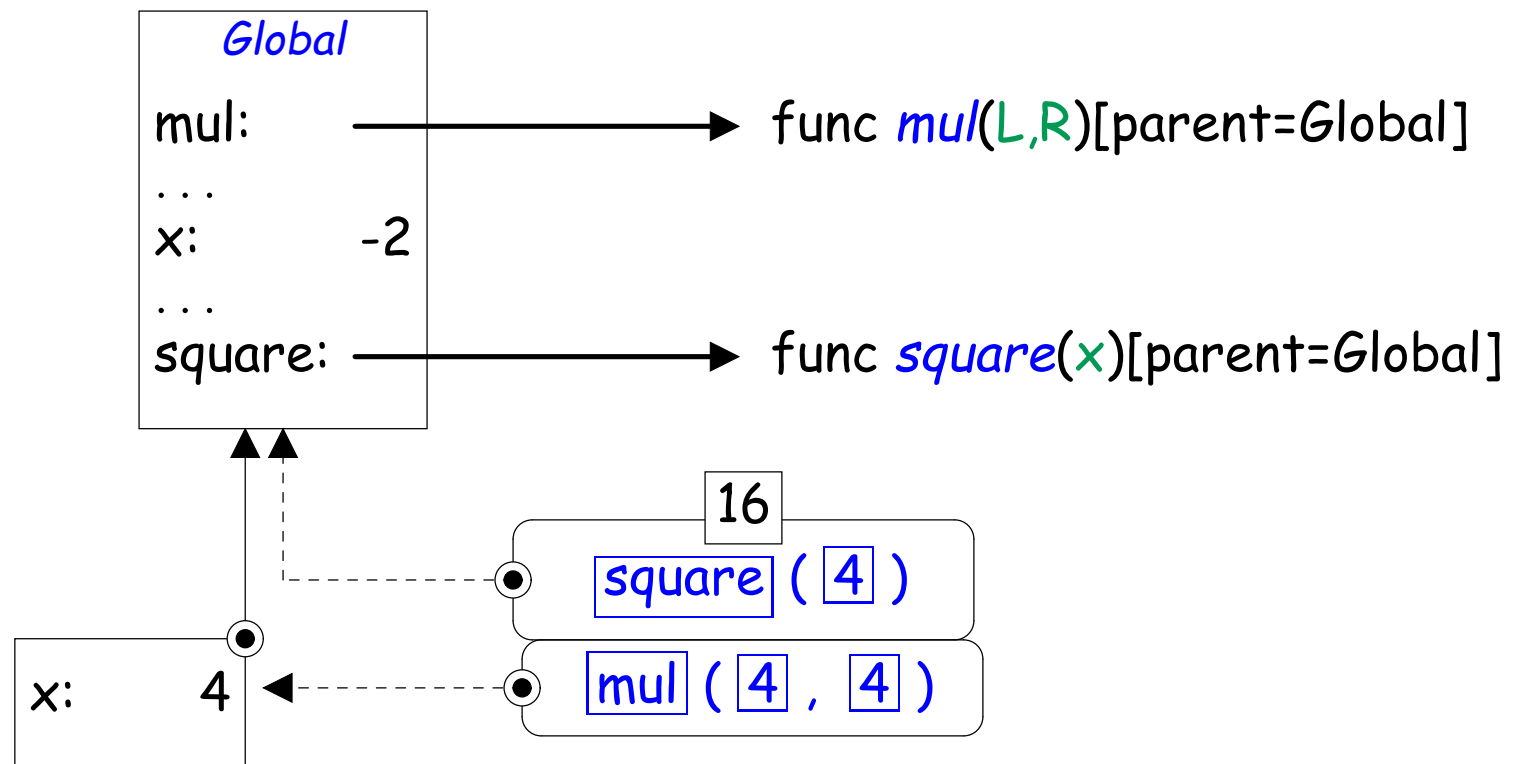 Global
mul: func mul(L,R)[parent=Global]
. . .
x: -2
. . .
square: func square(x)[parent=Global]
16
square ( 4 )
x: 4 mul ( 4 , 4 )